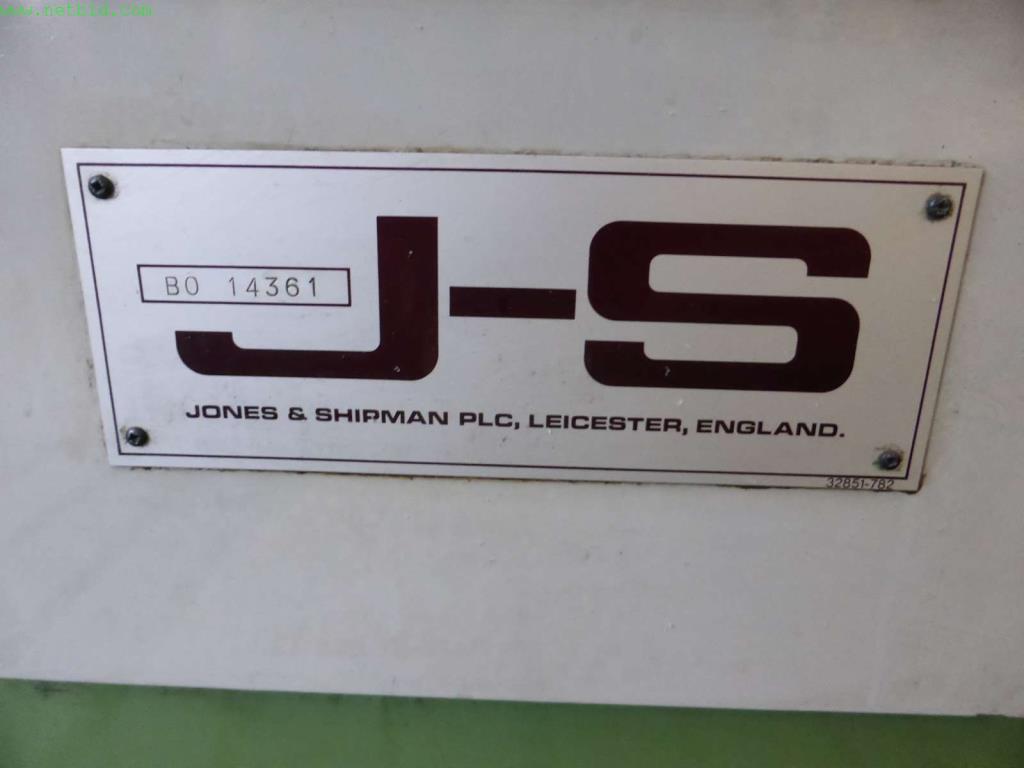 www.netbid.com
BO 14361
J-S
JONES & SHIPMAN PLC, LEICESTER, ENGLAND.
32851-782